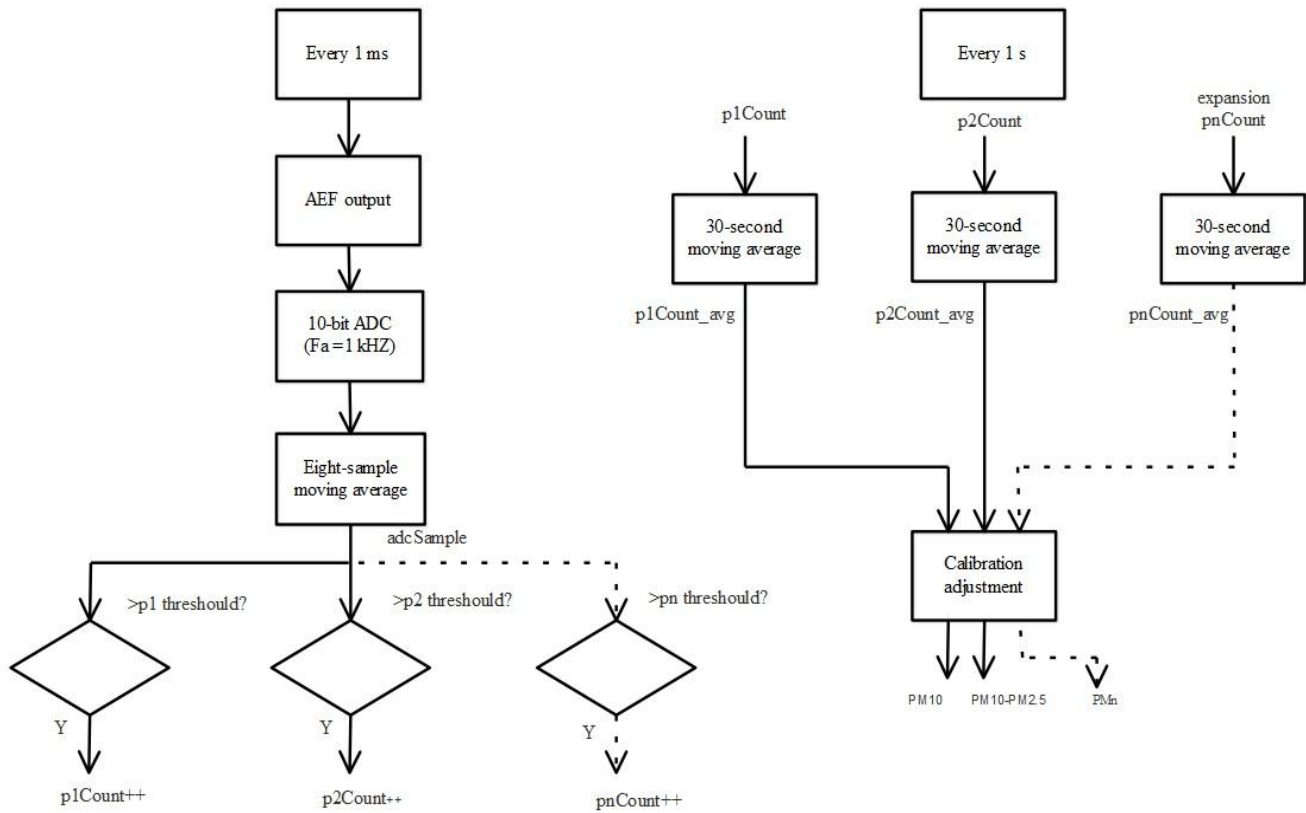 Every 1 ms
AEF output
10-bit ADC
(Fa = 1 kHZ)
Eight-sample
moving average
adcSample
>p1 threshould?
>p2 threshould?
>pn threshould?
Y
Y
Y
p1Count++
p2Count++
pnCount++
Every 1 s
p1Count
p2Count
expansion
pnCount
30-second
moving average
30-second
moving average
30-second
moving average
p1Count_avg
p2Count_avg
pnCount_avg
Calibration
adjustment
PM10
PM10-PM2.5
PMn